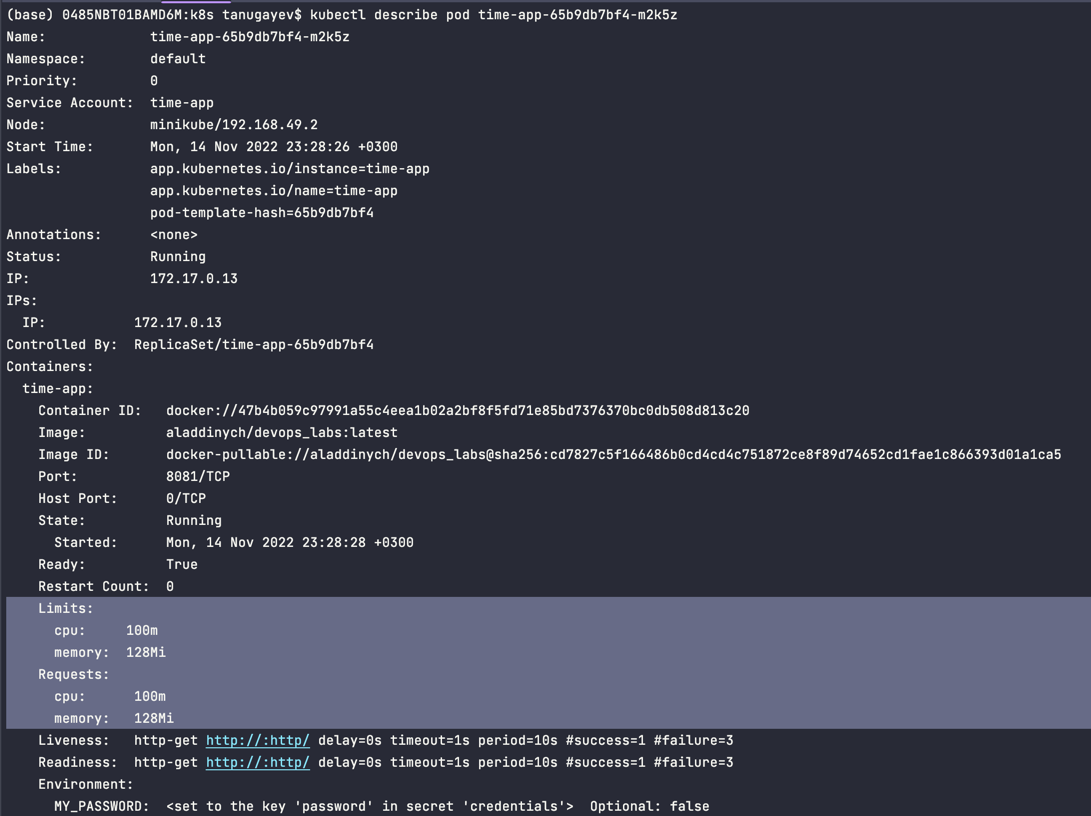 (base) 0485NBT01BAMD6M:k8s tanugayev$ kubectl describe pod time-app-65b9db7bf4-m2k5z
Name:             time-app-65b9db7bf4-m2k5z
Namespace:        default
Priority:         0
Service Account:  time-app
Node:             minikube/192.168.49.2
Start Time:       Mon, 14 Nov 2022 23:28:26 +0300
Labels:           app.kubernetes.io/instance=time-app
                  app.kubernetes.io/name=time-app
                  pod-template-hash=65b9db7bf4
Annotations:      <none>
Status:           Running
IP:               172.17.0.13
IPs:
  IP:           172.17.0.13
Controlled By:  ReplicaSet/time-app-65b9db7bf4
Containers:
  time-app:
    Container ID:   docker://47b4b059c97991a55c4eea1b02a2bf8f5fd71e85bd7376370bc0db508d813c20
    Image:          aladdinych/devops_labs:latest
    Image ID:       docker-pullable://aladdinych/devops_labs@sha256:cd7827c5f166486b0cd4cd4c751872ce8f89d74652cd1fae1c866393d01a1ca5
    Port:           8081/TCP
    Host Port:      0/TCP
    State:          Running
      Started:      Mon, 14 Nov 2022 23:28:28 +0300
    Ready:          True
    Restart Count:  0
    Limits:
      cpu:     100m
      memory:  128Mi
    Requests:
      cpu:      100m
      memory:   128Mi
    Liveness:   http-get http://:http/ delay=0s timeout=1s period=10s #success=1 #failure=3
    Readiness:  http-get http://:http/ delay=0s timeout=1s period=10s #success=1 #failure=3
    Environment:
      MY_PASSWORD:  <set to the key 'password' in secret 'credentials'>  Optional: false